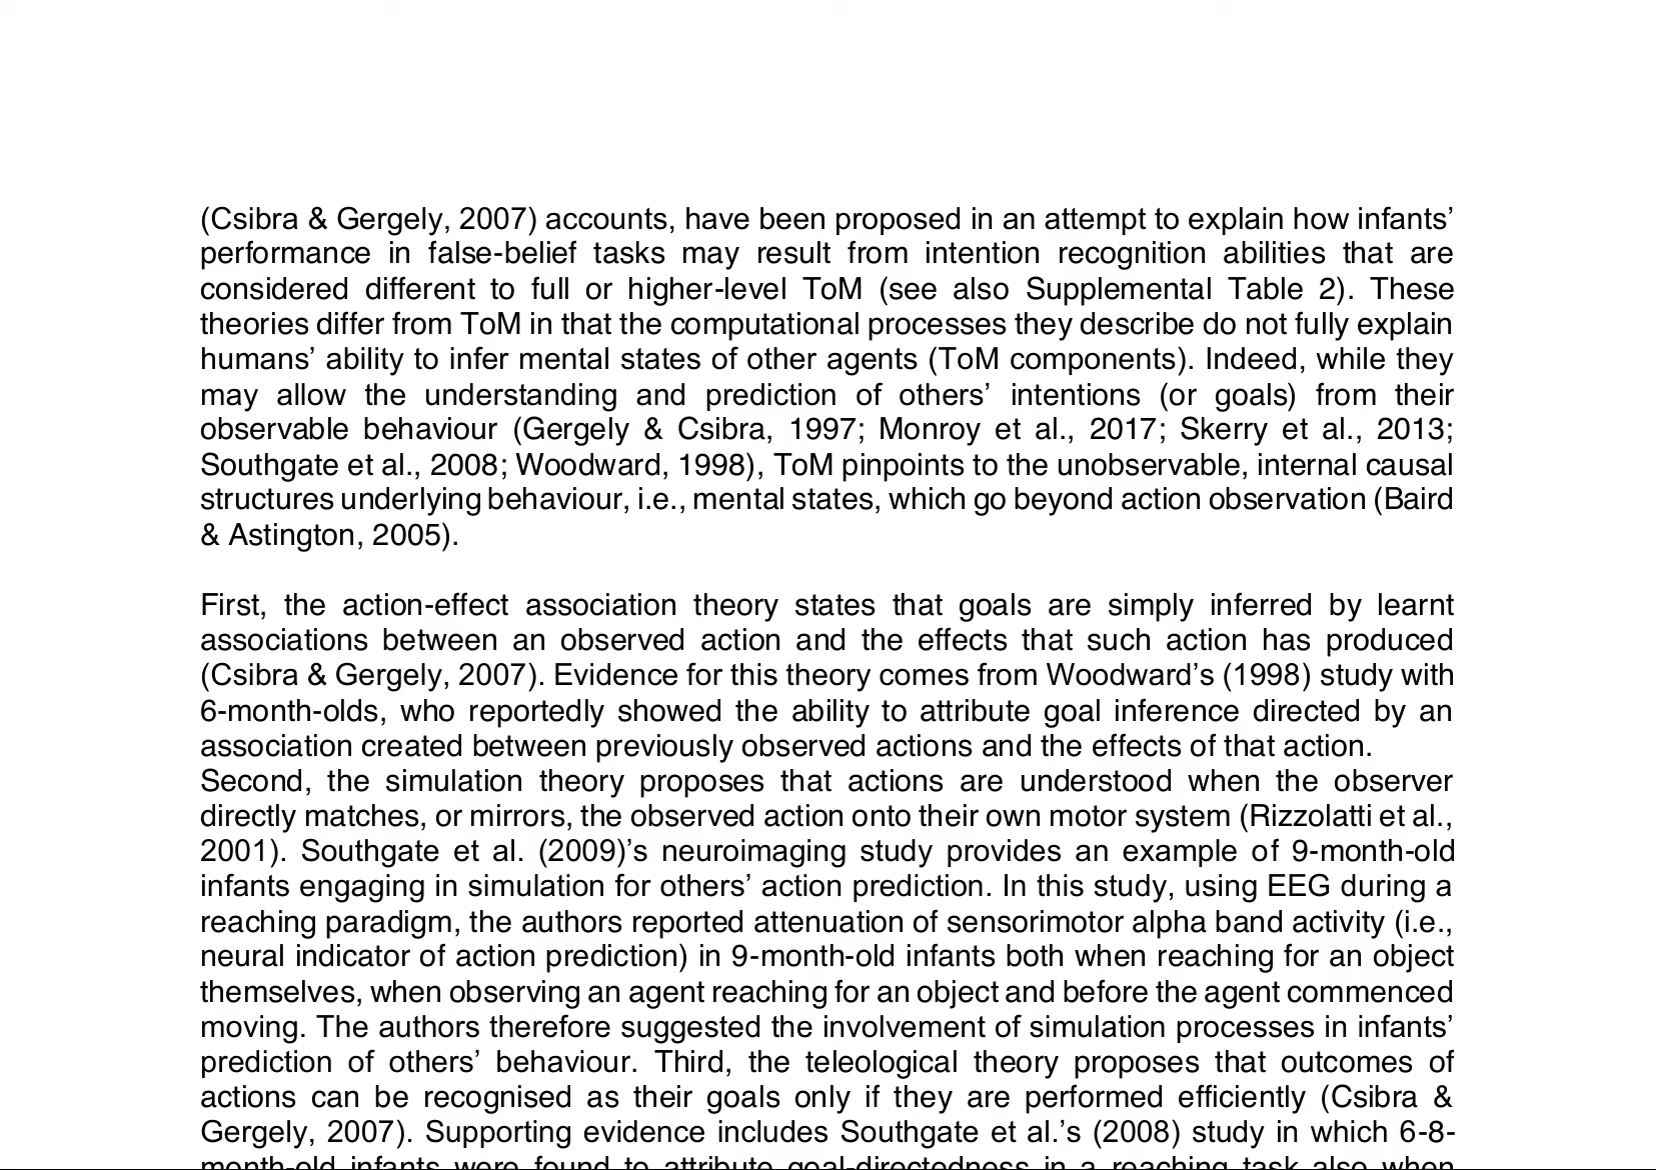 (Csibra & Gergely, 2007) accounts, have been proposed in an attempt to explain how infants’
performance in false-belief tasks may result from intention recognition abilities that are
considered different to full or higher-level ToM (see also Supplemental Table 2). These
theories differ from ToM in that the computational processes they describe do not fully explain
humans’ ability to infer mental states of other agents (ToM components). Indeed, while they
may allow the understanding and prediction of others’ intentions (or goals) from their
observable behaviour (Gergely & Csibra, 1997; Monroy et al., 2017; Skerry et al., 2013;
Southgate et al., 2008; Woodward, 1998), ToM pinpoints to the unobservable, internal causal
structures underlying behaviour, i.e., mental states, which go beyond action observation (Baird
& Astington, 2005).
First, the action-effect association theory states that goals are simply inferred by learnt
associations between an observed action and the effects that such action has produced
(Csibra & Gergely, 2007). Evidence for this theory comes from Woodward’s (1998) study with
6-month-olds, who reportedly showed the ability to attribute goal inference directed by an
association created between previously observed actions and the effects of that action.
Second, the simulation theory proposes that actions are understood when the observer
directly matches, or mirrors, the observed action onto their own motor system (Rizzolatti et al.,
2001). Southgate et al. (2009)’s neuroimaging study provides an example of 9-month-old
infants engaging in simulation for others’ action prediction. In this study, using EEG during a
reaching paradigm, the authors reported attenuation of sensorimotor alpha band activity (i.e.,
neural indicator of action prediction) in 9-month-old infants both when reaching for an object
themselves, when observing an agent reaching for an object and before the agent commenced
moving. The authors therefore suggested the involvement of simulation processes in infants’
prediction of others’ behaviour. Third, the teleological theory proposes that outcomes of
actions can be recognised as their goals only if they are performed efficiently (Csibra &
Gergely, 2007). Supporting evidence includes Southgate et al.’s (2008) study in which 6-8-
month-old infants were found to attribute goal-directedness in a reaching task also when